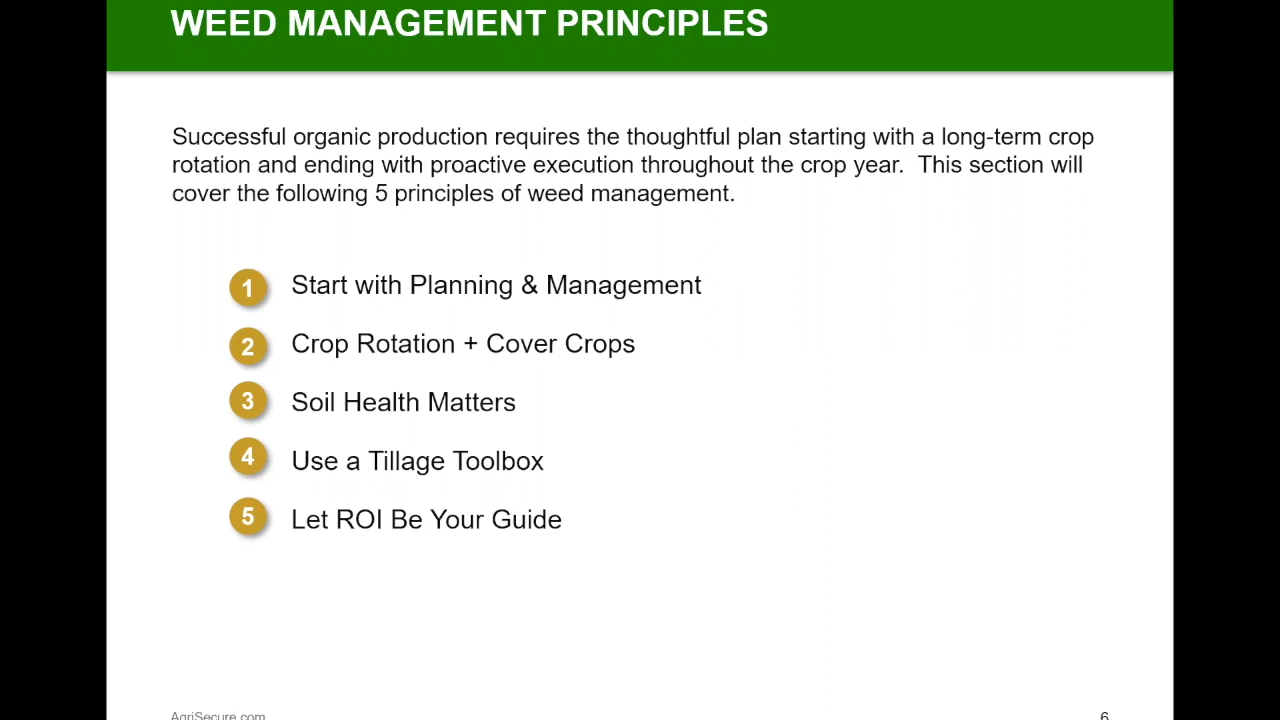 WEED MANAGEMENT PRINCIPLES
Successful organic production requires the thoughtful plan starting with a long-term crop
rotation and ending with proactive execution throughout the crop year.  This section will
cover the following 5 principles of weed management.
1 Start with Planning & Management
2 Crop Rotation + Cover Crops
3 Soil Health Matters
4 Use a Tillage Toolbox
5 Let ROI Be Your Guide
AgriSecure.com 6